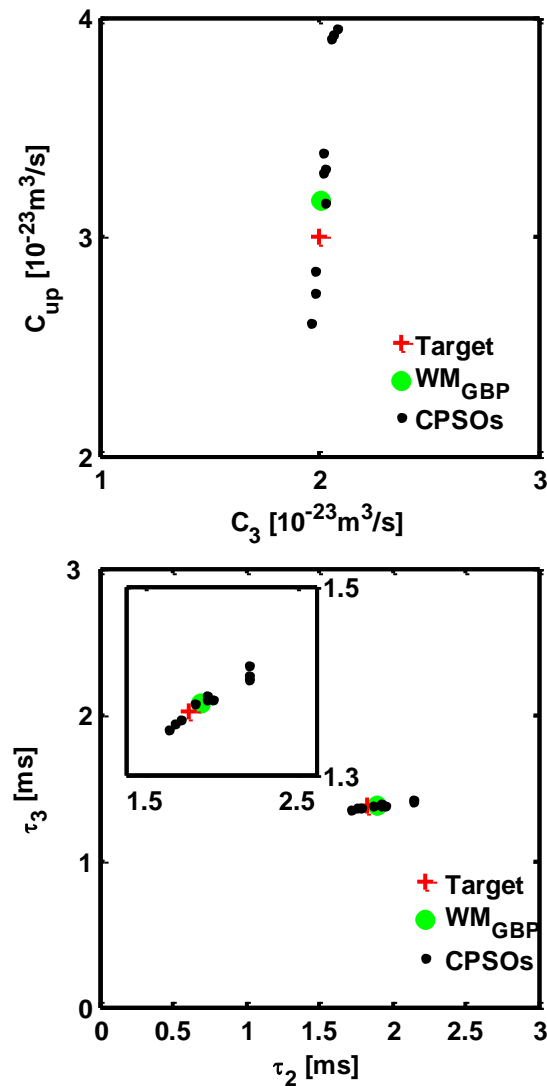 4
3
2
C_up [10^-23 m^3/s]
Target
WM_GBP
CPSOs
1 2 3
C_3 [10^-23 m^3/s]
3
2
1
0
τ_3 [ms]
1.5
1.3
1.5 2.5
Target
WM_GBP
CPSOs
0 0.5 1 1.5 2 2.5 3
τ_2 [ms]